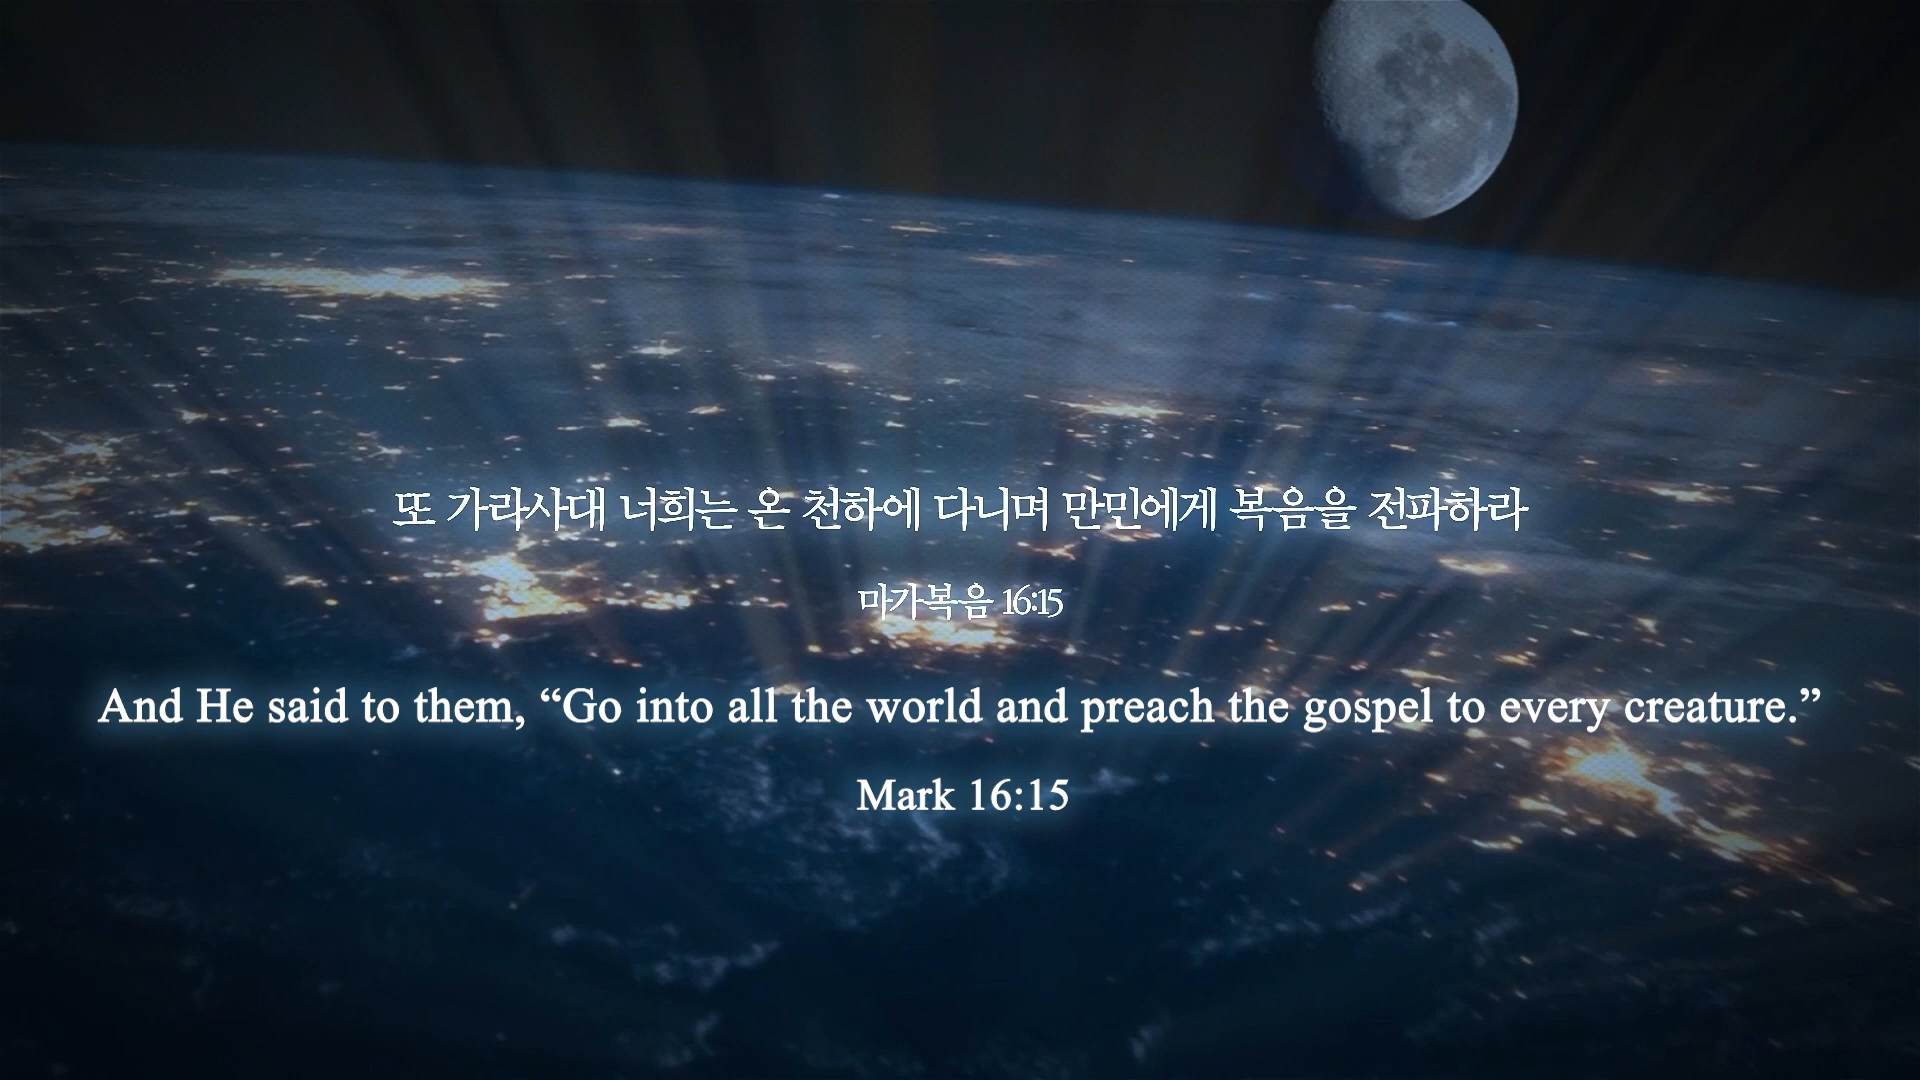 또 가라사대 너희는 온 천하에 다니며 만민에게 복음을 전파하라
마가복음 16:15
And He said to them, “Go into all the world and preach the gospel to every creature.”
Mark 16:15